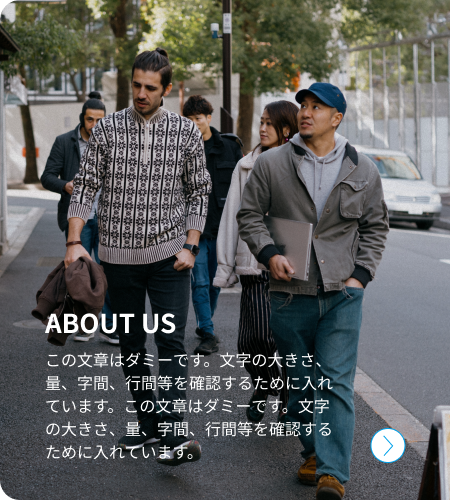 ABOUT US
この文章はダミーです。文字の大きさ、
量、字間、行間等を確認するために入れ
ています。この文章はダミーです。文字
の大きさ、量、字間、行間等を確認する
ために入れています。